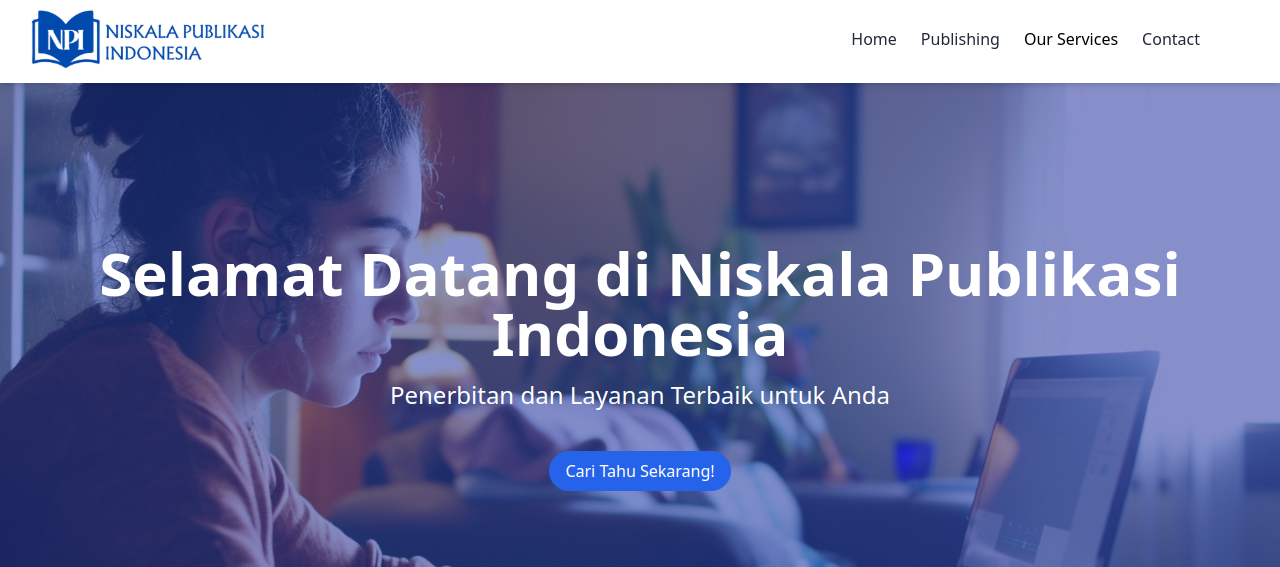 NPI
NISKALA PUBLIKASI
INDONESIA
Home
Publishing
Our Services
Contact
Selamat Datang di Niskala Publikasi
Indonesia
Penerbitan dan Layanan Terbaik untuk Anda
Cari Tahu Sekarang!